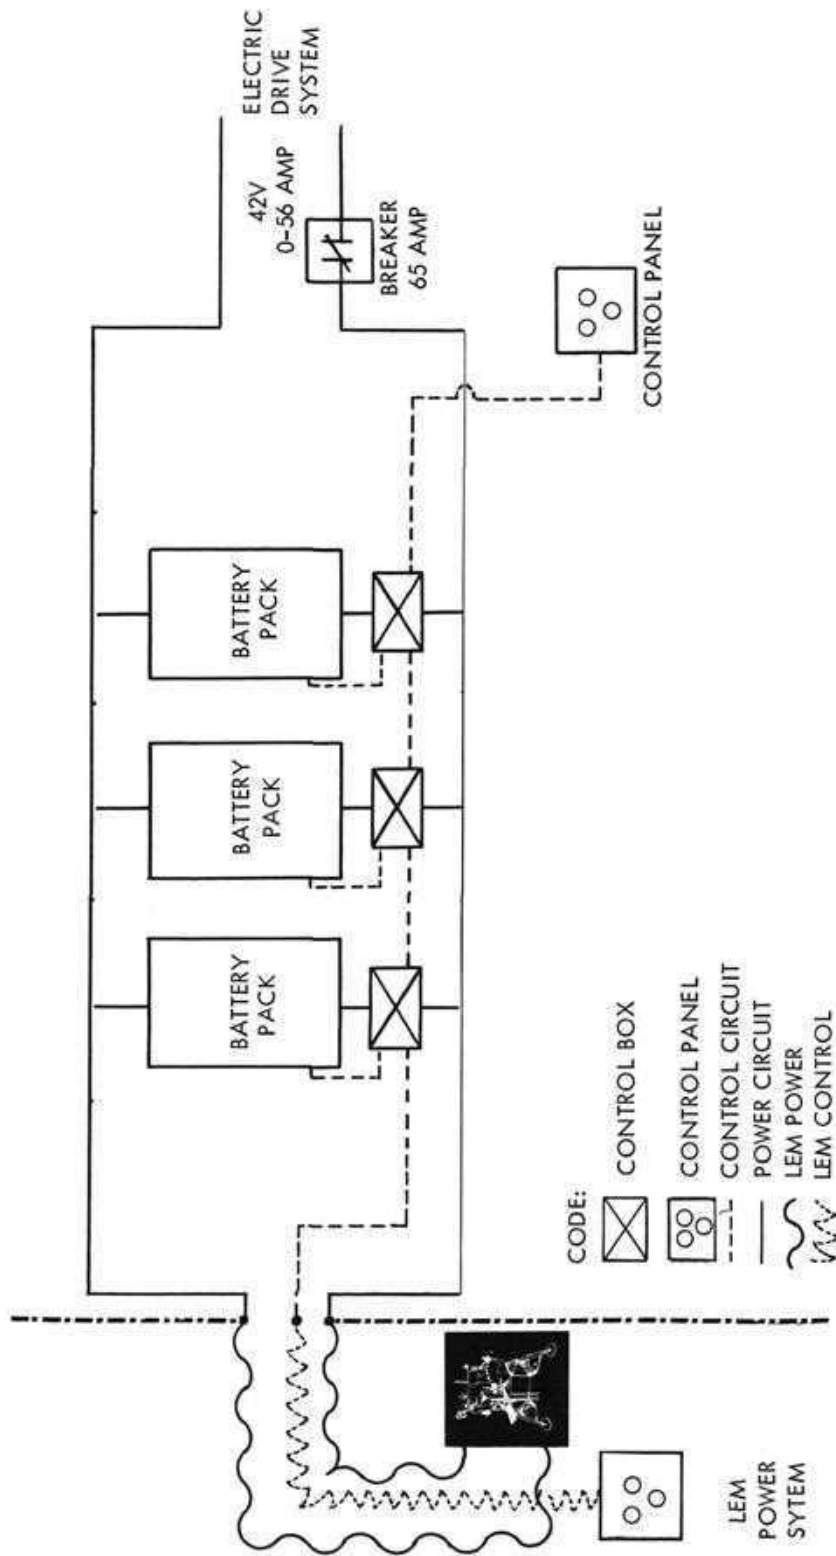 ELECTRIC
DRIVE
SYSTEM
42V
0-56 AMP
BREAKER
65 AMP
BATTERY
PACK
BATTERY
PACK
BATTERY
PACK
CONTROL PANEL
CODE:
CONTROL BOX
CONTROL PANEL
CONTROL CIRCUIT
POWER CIRCUIT
LEM POWER
LEM CONTROL
LEM
POWER
SYTEM